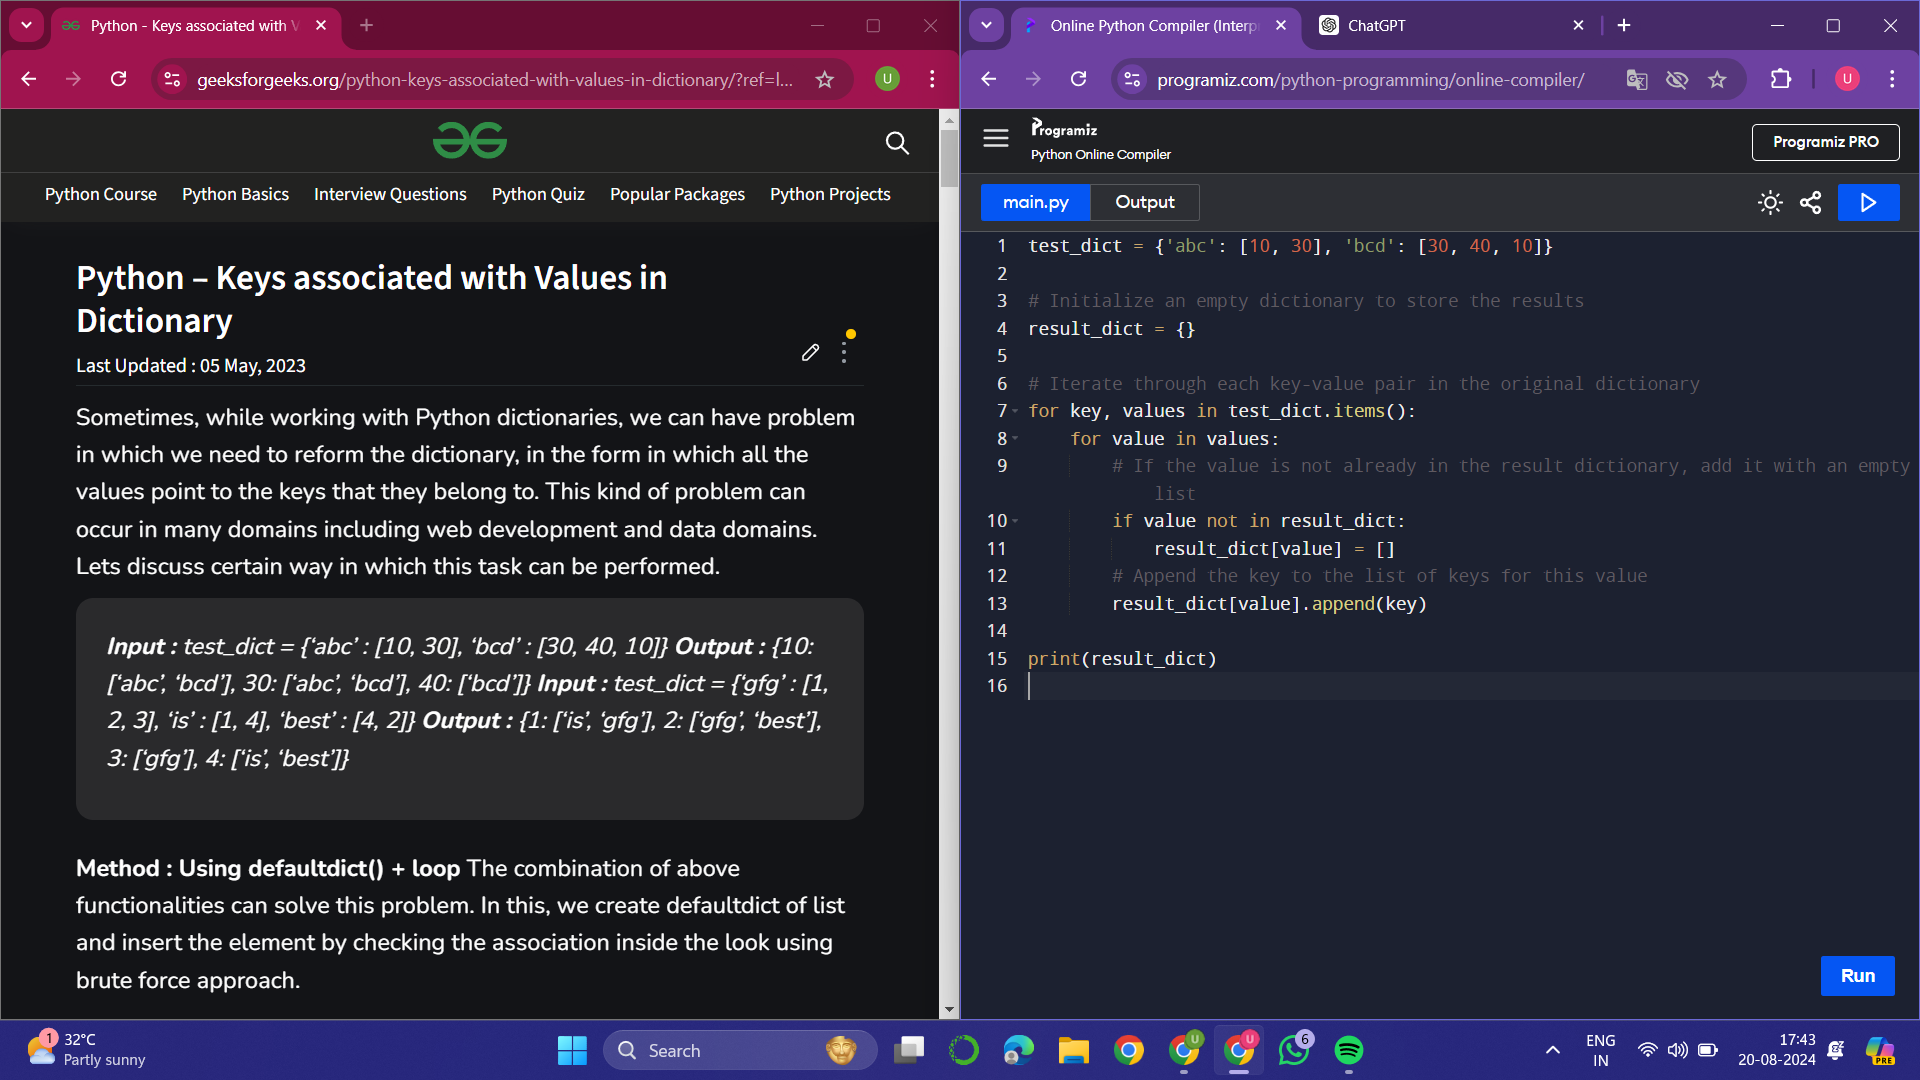 Python - Keys associated with V
geeksforgeeks.org/python-keys-associated-with-values-in-dictionary/?ref=l...
U
Python Course Python Basics Interview Questions Python Quiz Popular Packages Python Projects
Python – Keys associated with Values in
Dictionary
Last Updated : 05 May, 2023
Sometimes, while working with Python dictionaries, we can have problem
in which we need to reform the dictionary, in the form in which all the
values point to the keys that they belong to. This kind of problem can
occur in many domains including web development and data domains.
Lets discuss certain way in which this task can be performed.
Input : test_dict = {‘abc’ : [10, 30], ‘bcd’ : [30, 40, 10]} Output : {10:
[‘abc’, ‘bcd’], 30: [‘abc’, ‘bcd’], 40: [‘bcd’]} Input : test_dict = {‘gfg’ : [1,
2, 3], ‘is’ : [1, 4], ‘best’ : [4, 2]} Output : {1: [‘is’, ‘gfg’], 2: [‘gfg’, ‘best’],
3: [‘gfg’], 4: [‘is’, ‘best’]}
Method : Using defaultdict() + loop The combination of above
functionalities can solve this problem. In this, we create defaultdict of list
and insert the element by checking the association inside the look using
brute force approach.
Online Python Compiler (Interp
ChatGPT
programiz.com/python-programming/online-compiler/
U
Programiz
Python Online Compiler
Programiz PRO
main.py Output
1 test_dict = {'abc': [10, 30], 'bcd': [30, 40, 10]}
2
3 # Initialize an empty dictionary to store the results
4 result_dict = {}
5
6 # Iterate through each key-value pair in the original dictionary
7 for key, values in test_dict.items():
8     for value in values:
9         # If the value is not already in the result dictionary, add it with an empty
            list
10        if value not in result_dict:
11            result_dict[value] = []
12        # Append the key to the list of keys for this value
13        result_dict[value].append(key)
14
15 print(result_dict)
16
Run
1
32°C
Partly sunny
Search
U
U
6
ENG
IN
17:43
20-08-2024
PRE